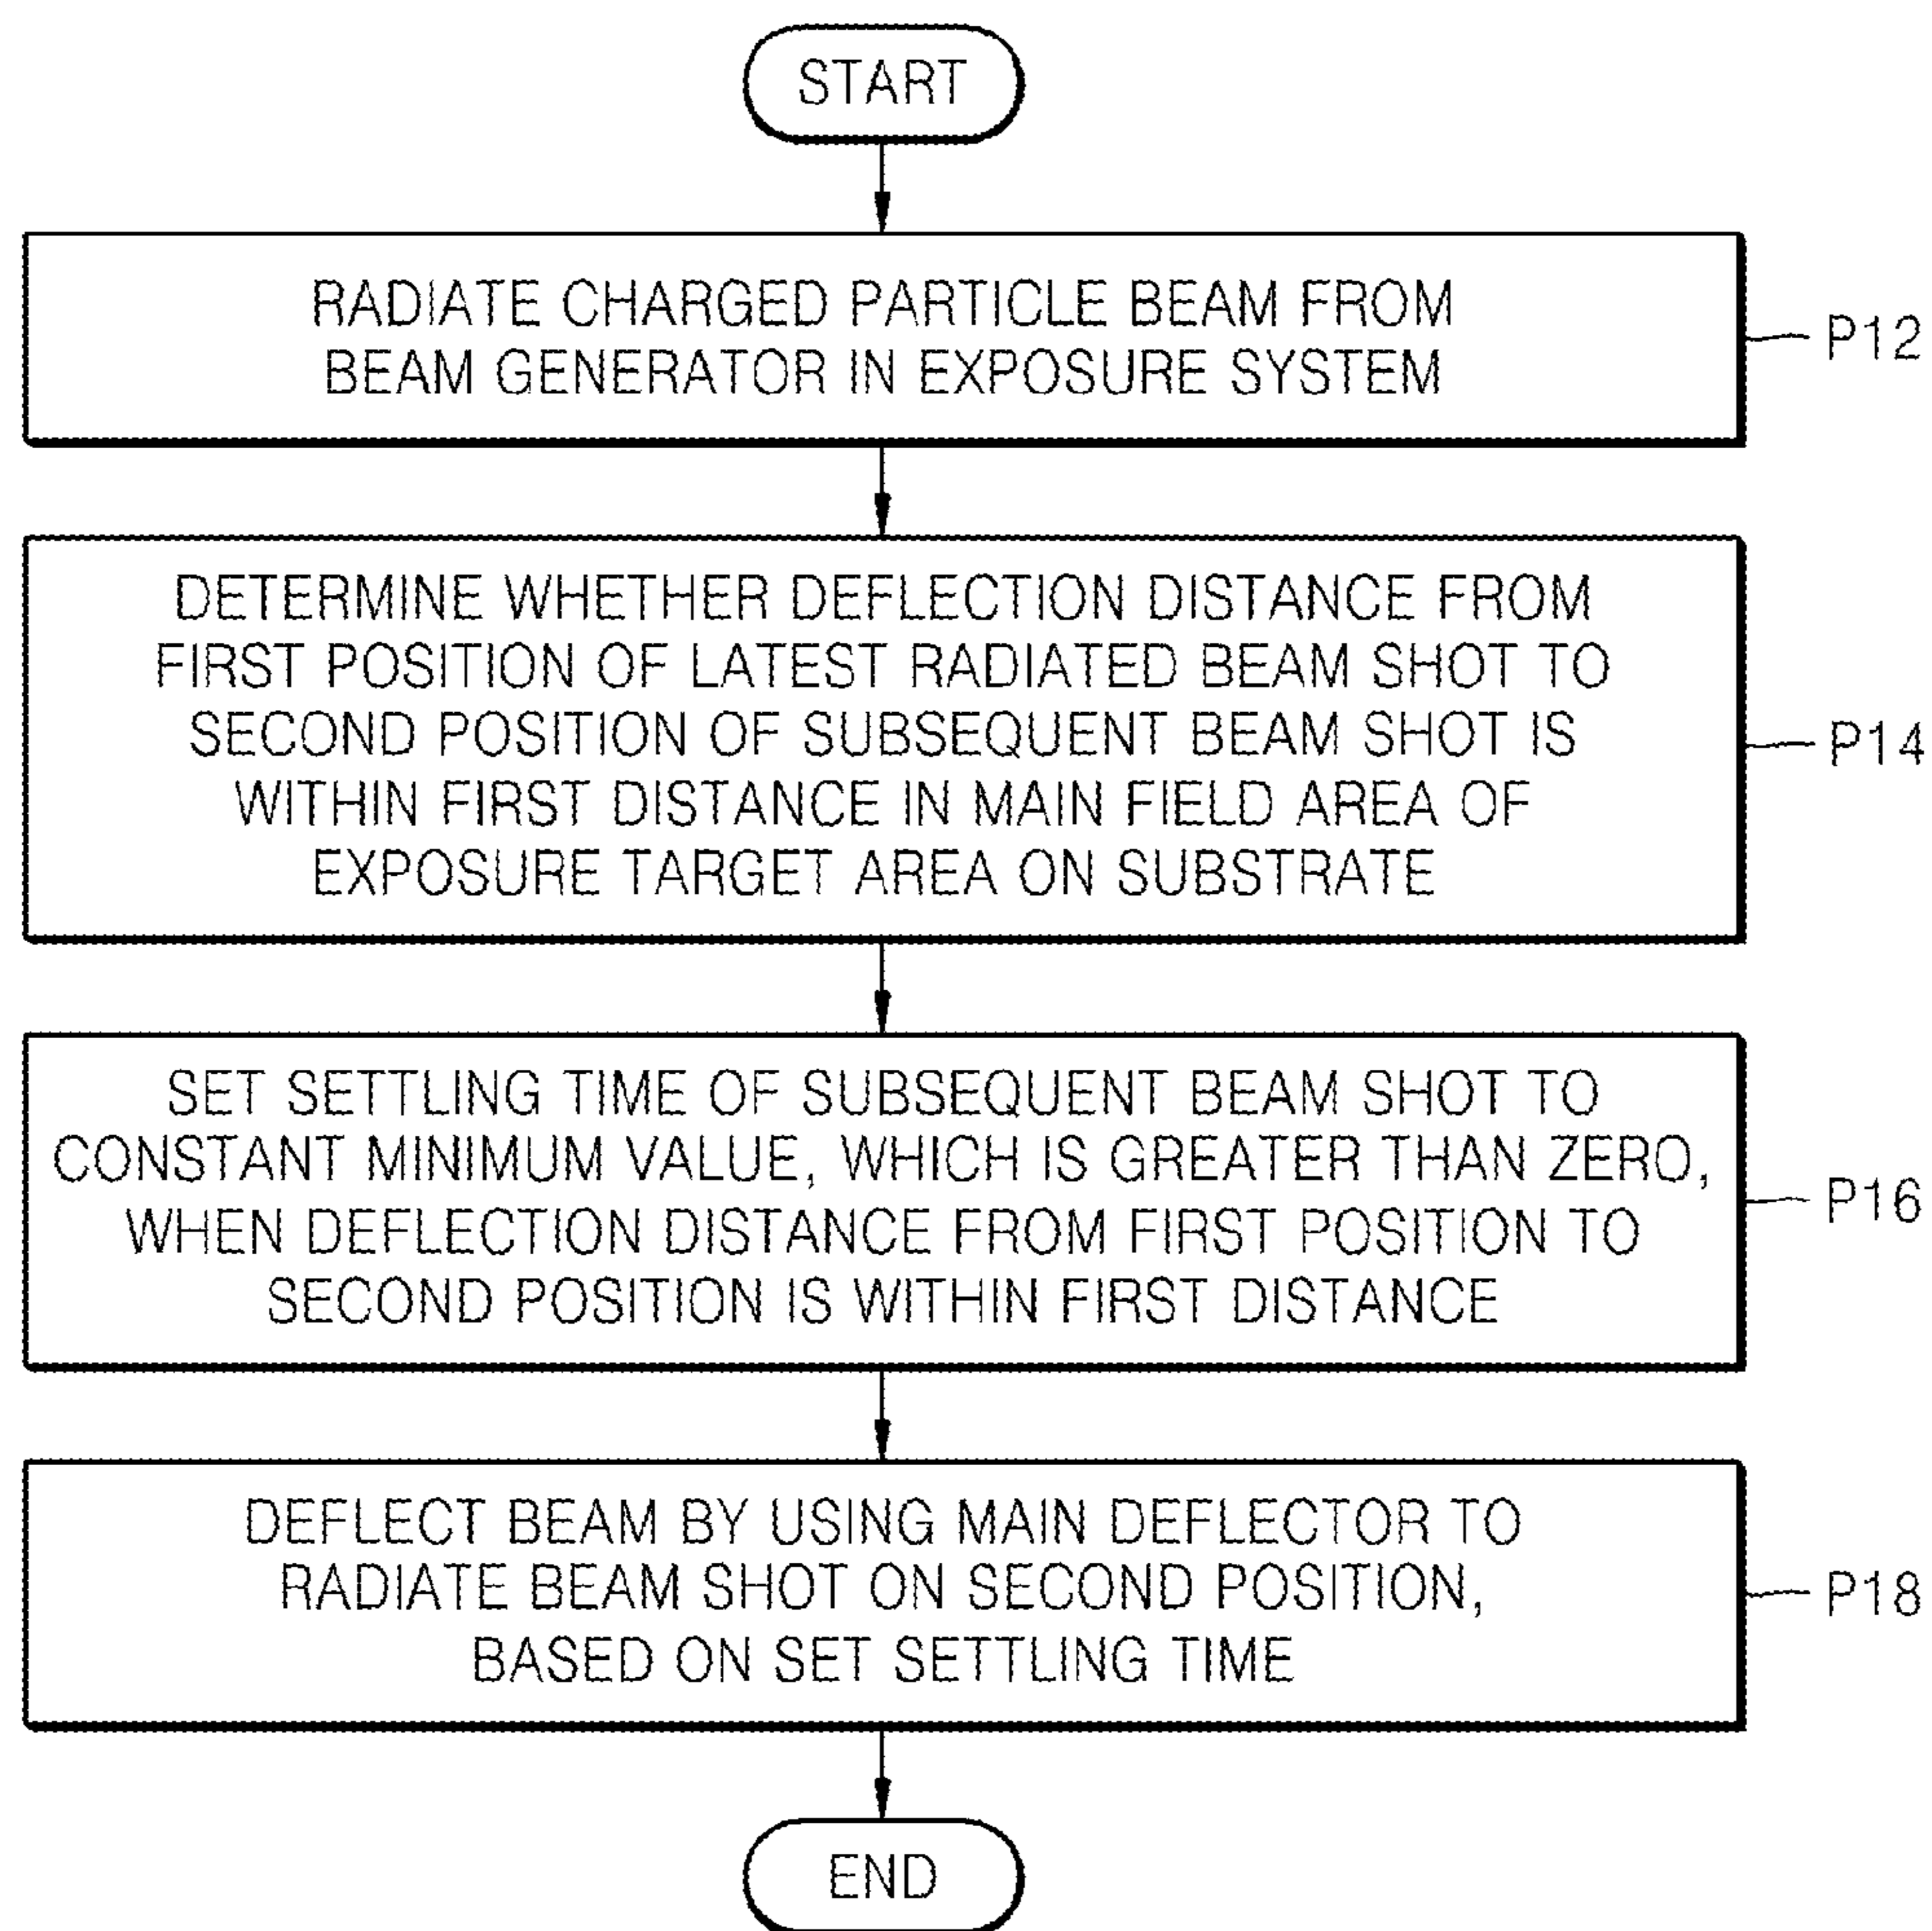 START
RADIATE CHARGED PARTICLE BEAM FROM
BEAM GENERATOR IN EXPOSURE SYSTEM
P12
DETERMINE WHETHER DEFLECTION DISTANCE FROM
FIRST POSITION OF LATEST RADIATED BEAM SHOT TO
SECOND POSITION OF SUBSEQUENT BEAM SHOT IS
WITHIN FIRST DISTANCE IN MAIN FIELD AREA OF
EXPOSURE TARGET AREA ON SUBSTRATE
P14
SET SETTLING TIME OF SUBSEQUENT BEAM SHOT TO
CONSTANT MINIMUM VALUE, WHICH IS GREATER THAN ZERO,
WHEN DEFLECTION DISTANCE FROM FIRST POSITION TO
SECOND POSITION IS WITHIN FIRST DISTANCE
P16
DEFLECT BEAM BY USING MAIN DEFLECTOR TO
RADIATE BEAM SHOT ON SECOND POSITION,
BASED ON SET SETTLING TIME
P18
END